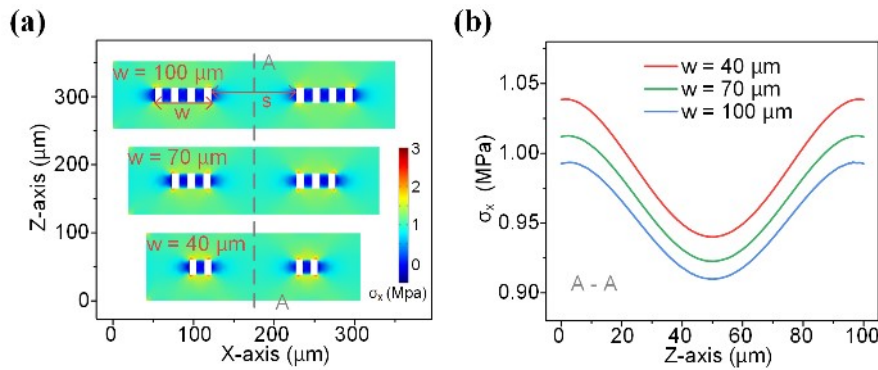 (a)
A
w = 100 μm
w
s
w = 70 μm
w = 40 μm
A
3
2
1
0
σx (Mpa)
300
200
100
0
Z-axis (μm)
0 100 200 300
X-axis (μm)
(b)
w = 40 μm
w = 70 μm
w = 100 μm
A - A
1.05
1.00
0.95
0.90
σx (MPa)
0 20 40 60 80 100
Z-axis (μm)